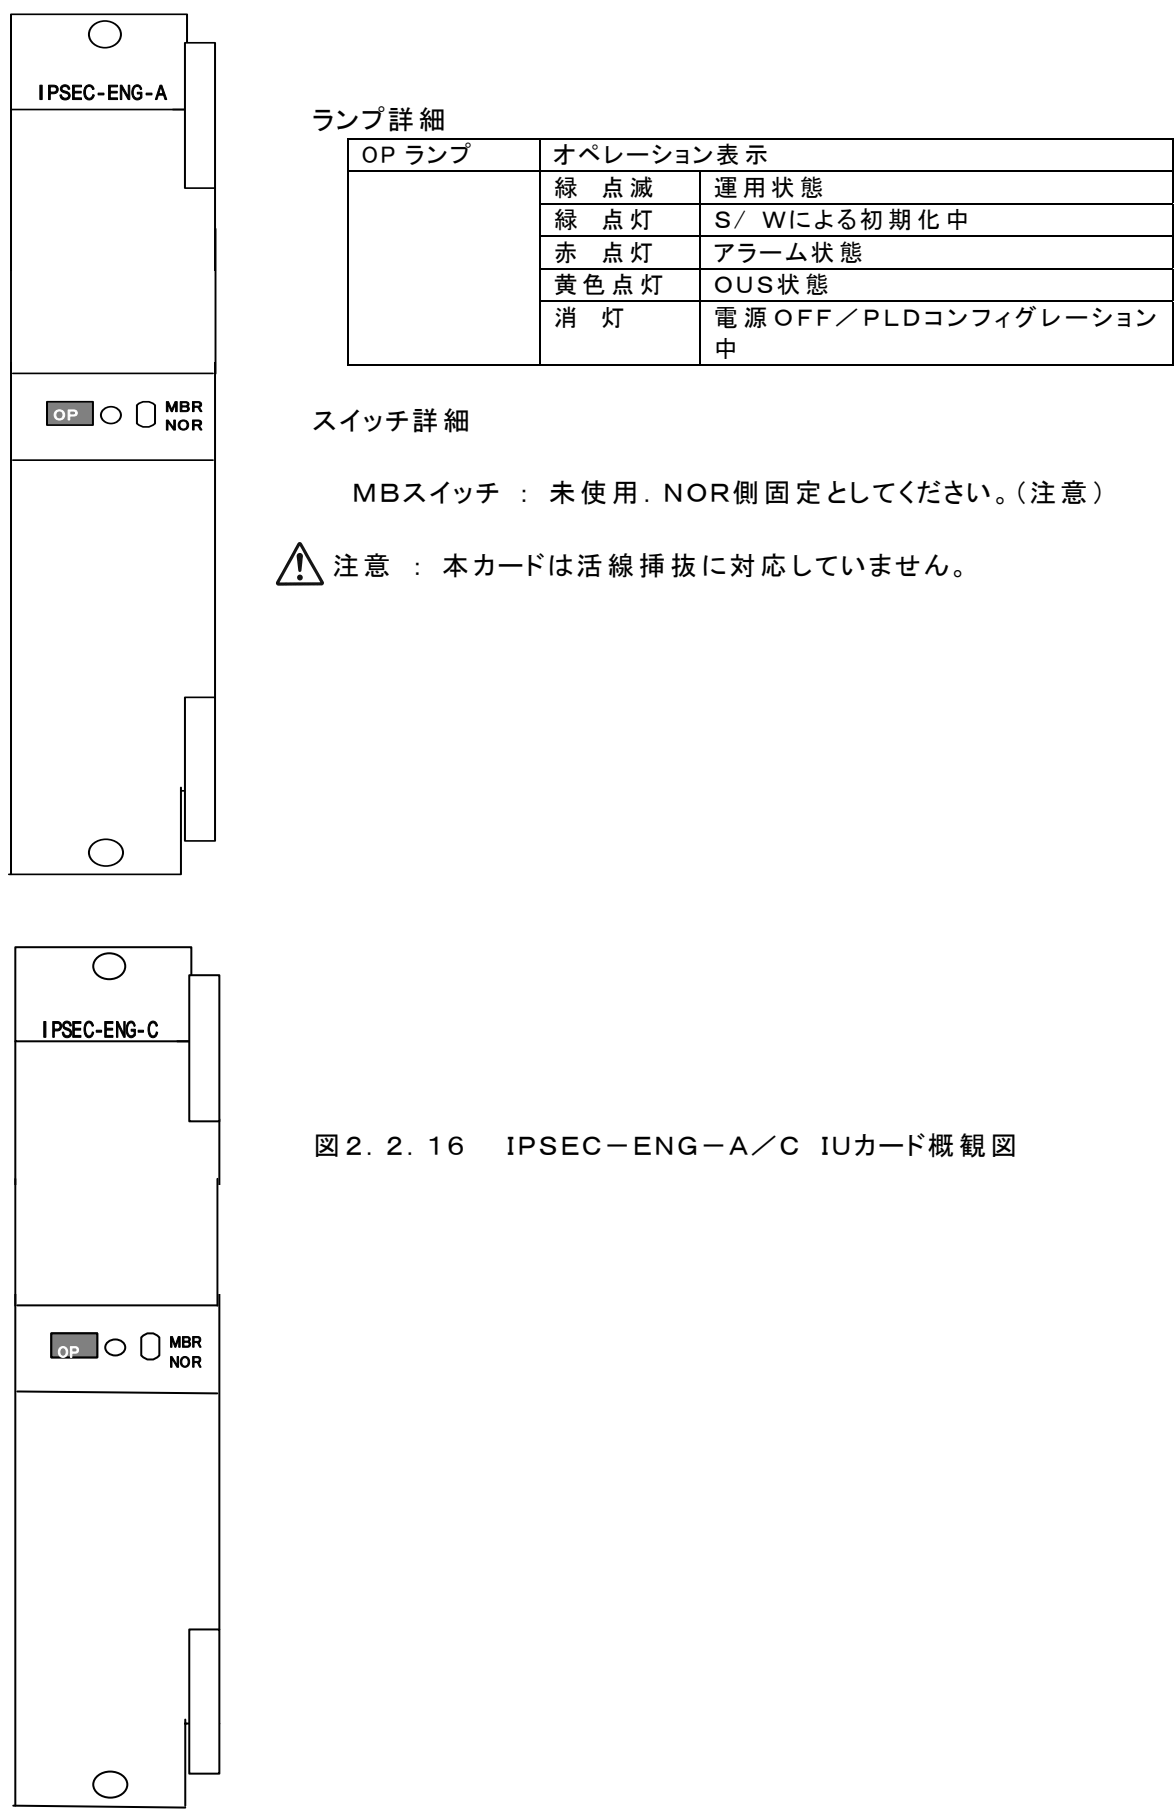 IPSEC-ENG-A
ランプ詳細
OP ランプ　オペレーション表示
緑　点滅　運用状態
緑　点灯　S/ Wによる初期化中
赤　点灯　アラーム状態
黄色点灯　OUS状態
消　灯　電源OFF／PLDコンフィグレーション
中
OP　MBR
NOR
スイッチ詳細
MBスイッチ ： 未使用．NOR側固定としてください。（注意）
注意 ： 本カードは活線挿抜に対応していません。
IPSEC-ENG-C
図２．２．１６　IPSEC－ENG－A／C IUカード概観図
OP　MBR
NOR